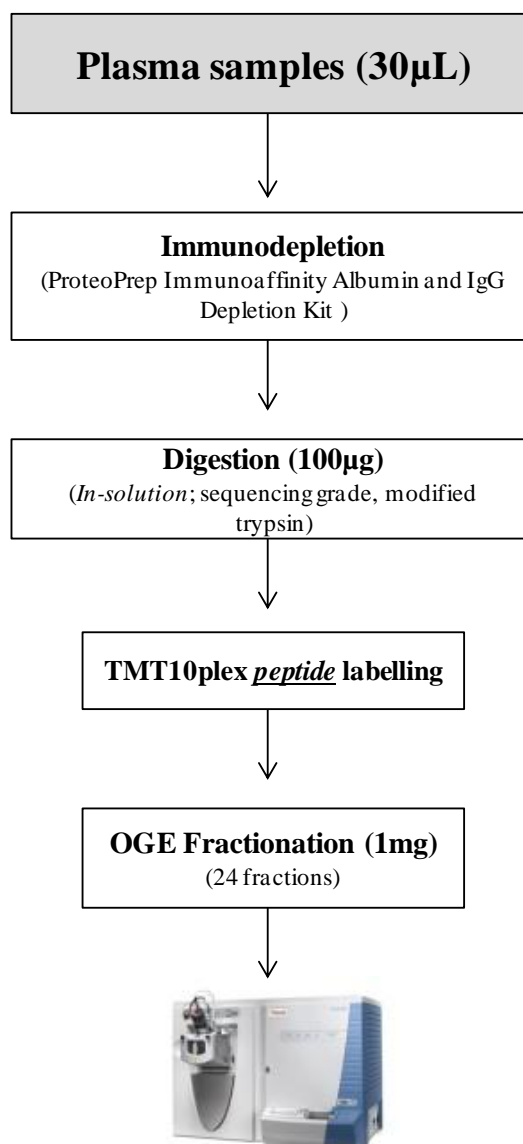 Plasma samples (30µL)
Immunodepletion
(ProteoPrep Immunoaffinity Albumin and IgG
Depletion Kit )
Digestion (100µg)
(In-solution; sequencing grade, modified
trypsin)
TMT10plex peptide labelling
OGE Fractionation (1mg)
(24 fractions)